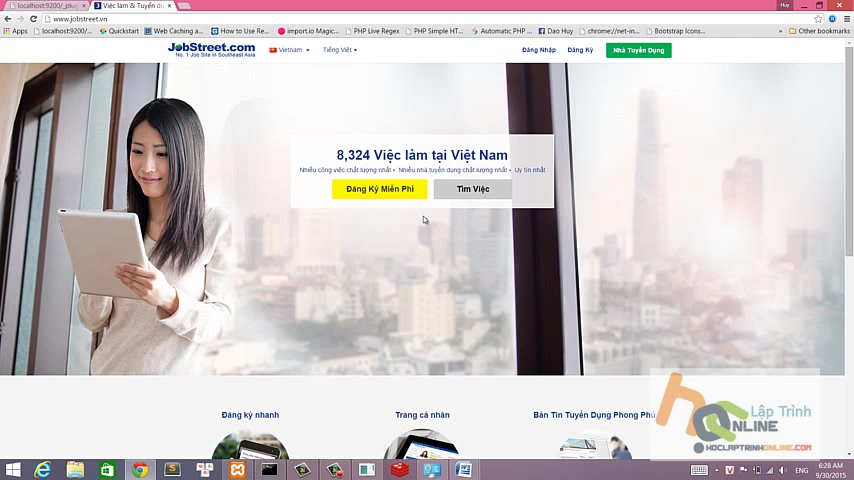 localhost:9200/_plug
Việc làm & Tuyển dụ
Huy
www.jobstreet.vn
Apps
localhost:9200/_plugin/
Quickstart
Web Caching a...
How to Use Re...
import.io Magic...
PHP Live Regex
PHP Simple HT...
Automatic PHP ...
Dao Huy
chrome://net-in...
Bootstrap Icons...
Other bookmarks
JobStreet.com
No. 1 Job Site in Southeast Asia
Vietnam
Tiếng Việt
Đăng Nhập
Đăng Ký
Nhà Tuyển Dụng
8,324 Việc làm tại Việt Nam
Nhiều công việc chất lượng nhất • Nhiều nhà tuyển dụng chất lượng nhất • Uy tín nhất
Đăng Ký Miễn Phí
Tìm Việc
Đăng ký nhanh
Trang cá nhân
Bản Tin Tuyển Dụng Phong Phú
Lập Trình
ONLINE
HOCLAPTRINHONLINE.COM
ENG
6:28 AM
9/30/2015